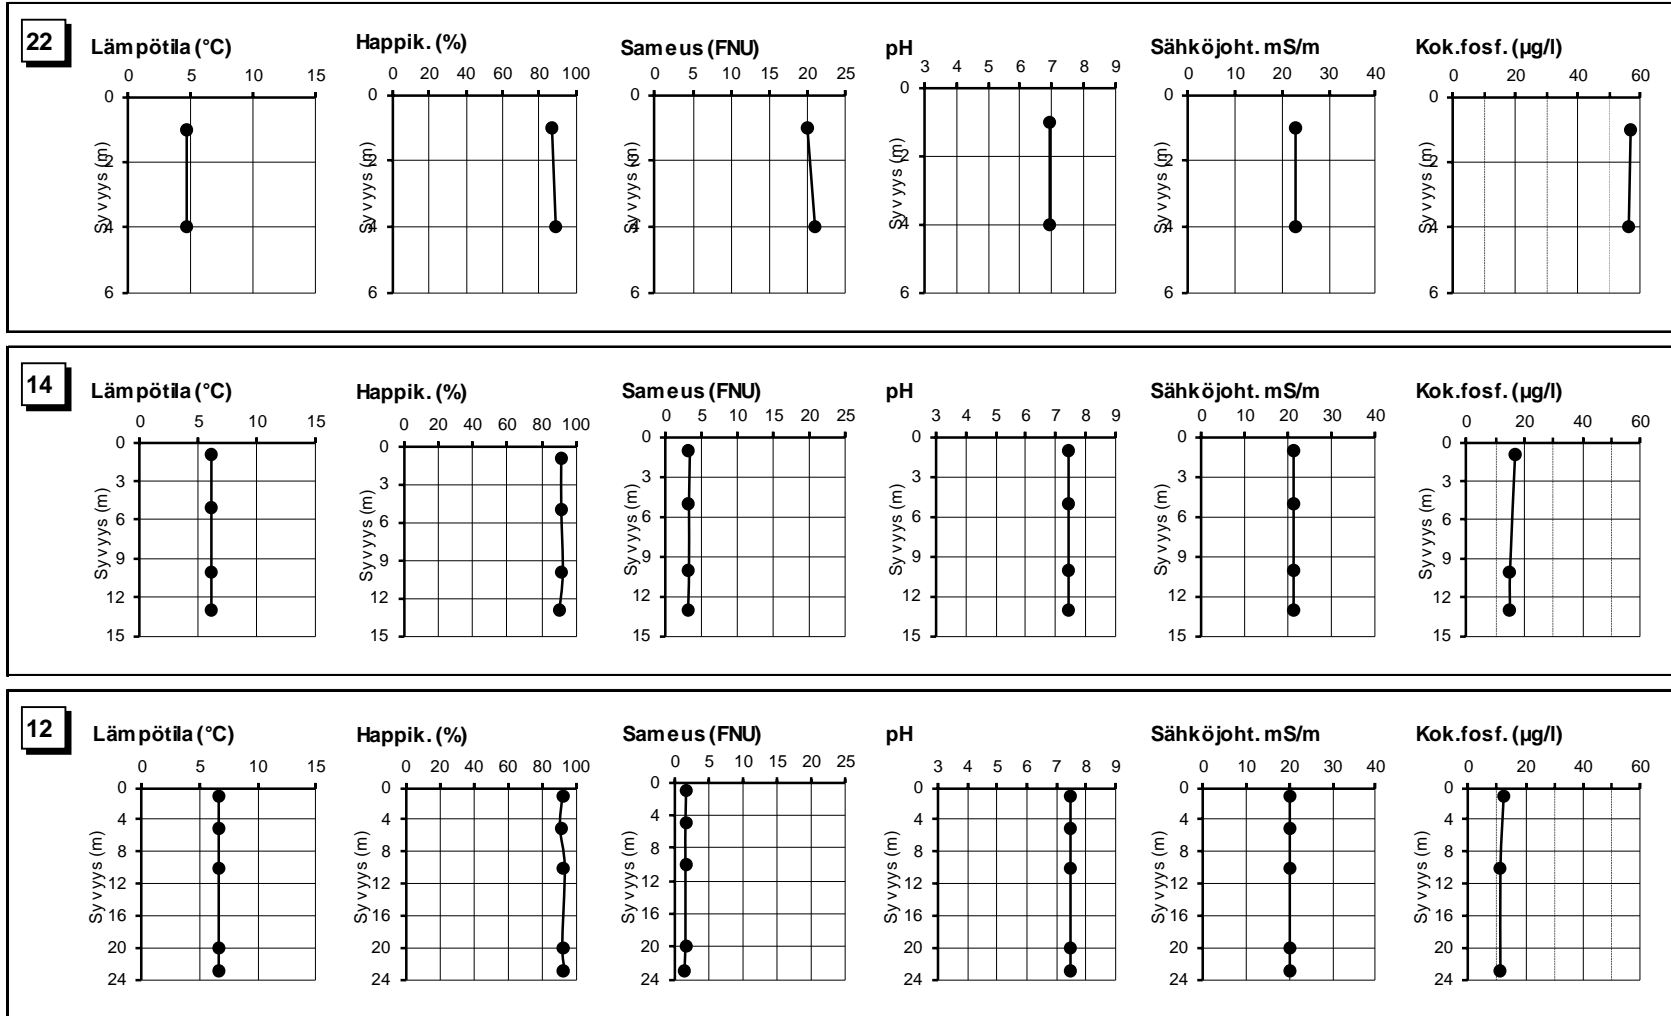 22
Lämpötila (°C)
0 5 10 15
0
2
4
6
Syvyys (m)
Happik. (%)
0 20 40 60 80 100
0
2
4
6
Syvyys (m)
Sameus (FNU)
0 5 10 15 20 25
0
2
4
6
Syvyys (m)
pH
3 4 5 6 7 8 9
0
2
4
6
Syvyys (m)
Sähköjoht. mS/m
0 10 20 30 40
0
2
4
6
Syvyys (m)
Kok.fosf. (µg/l)
0 20 40 60
0
2
4
6
Syvyys (m)
14
Lämpötila (°C)
0 5 10 15
0
3
6
9
12
15
Syvyys (m)
Happik. (%)
0 20 40 60 80 100
0
3
6
9
12
15
Syvyys (m)
Sameus (FNU)
0 5 10 15 20 25
0
3
6
9
12
15
Syvyys (m)
pH
3 4 5 6 7 8 9
0
3
6
9
12
15
Syvyys (m)
Sähköjoht. mS/m
0 10 20 30 40
0
3
6
9
12
15
Syvyys (m)
Kok.fosf. (µg/l)
0 20 40 60
0
3
6
9
12
15
Syvyys (m)
12
Lämpötila (°C)
0 5 10 15
0
4
8
12
16
20
24
Syvyys (m)
Happik. (%)
0 20 40 60 80 100
0
4
8
12
16
20
24
Syvyys (m)
Sameus (FNU)
0 5 10 15 20 25
0
4
8
12
16
20
24
Syvyys (m)
pH
3 4 5 6 7 8 9
0
4
8
12
16
20
24
Syvyys (m)
Sähköjoht. mS/m
0 10 20 30 40
0
4
8
12
16
20
24
Syvyys (m)
Kok.fosf. (µg/l)
0 20 40 60
0
4
8
12
16
20
24
Syvyys (m)